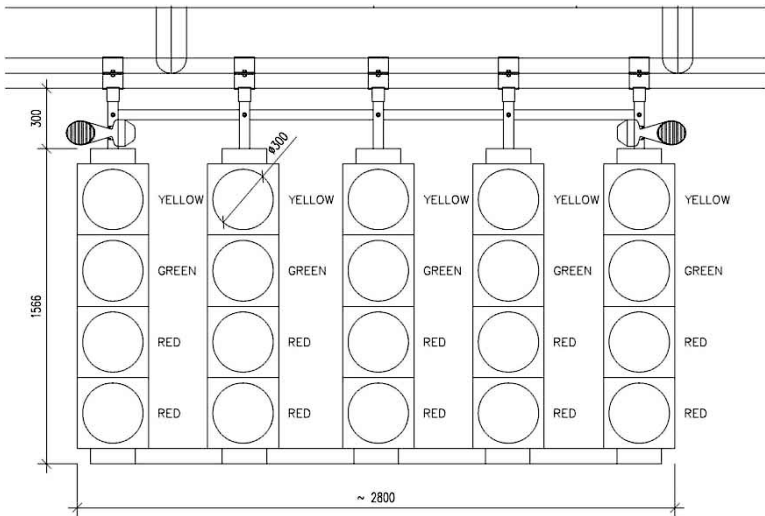 300
ø300
YELLOW YELLOW YELLOW YELLOW YELLOW
GREEN GREEN GREEN GREEN GREEN
1566
RED RED RED RED RED
RED RED RED RED RED
~ 2800